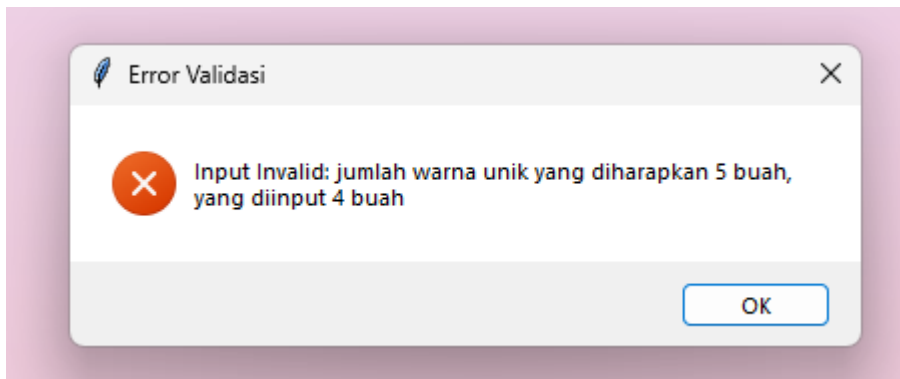 Error Validasi
Input Invalid: jumlah warna unik yang diharapkan 5 buah,
yang diinput 4 buah
OK